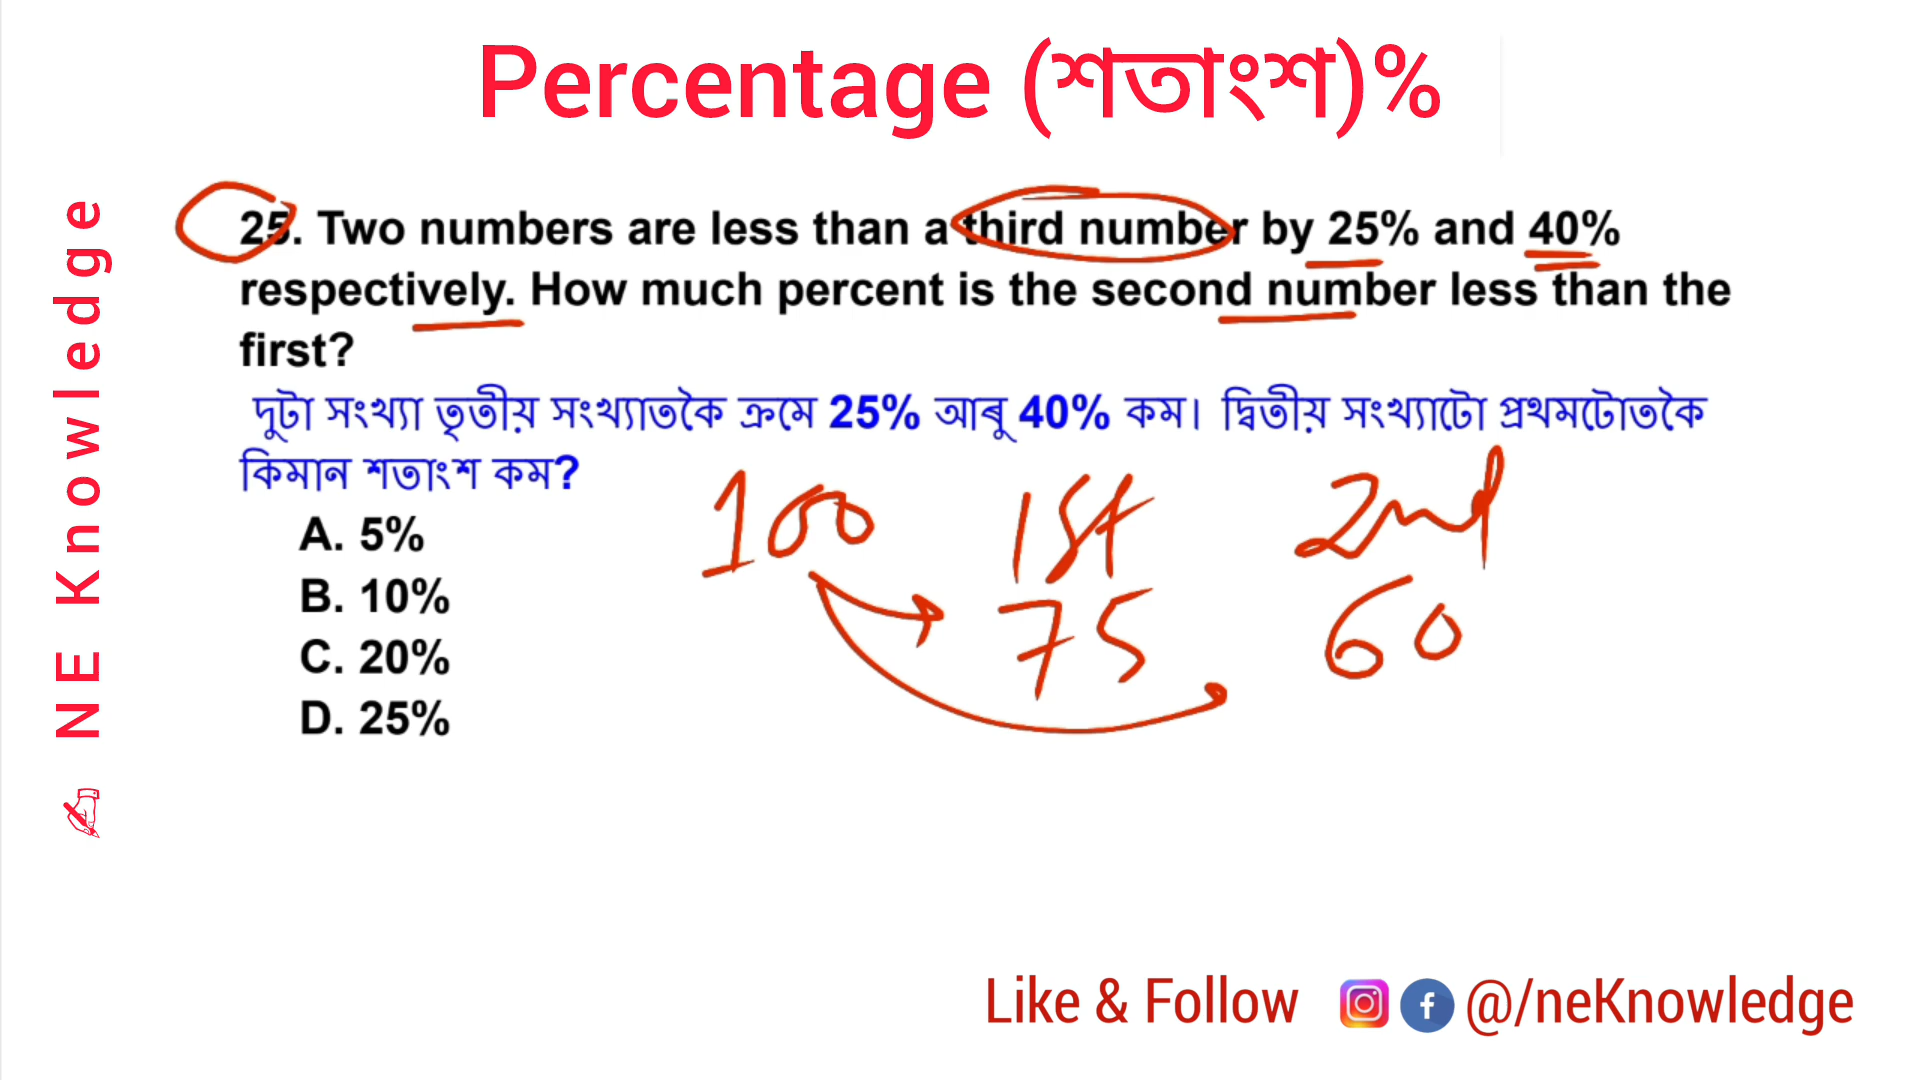 Percentage (শতাংশ)%
NE Knowledge
25. Two numbers are less than a third number by 25% and 40%
respectively. How much percent is the second number less than the
first?
দুটা সংখ্যা তৃতীয় সংখ্যাতকৈ ক্ৰমে 25% আৰু 40% কম। দ্বিতীয় সংখ্যাটো প্ৰথমটোতকৈ
কিমান শতাংশ কম?
100 1st 2nd
75 60
A. 5%
B. 10%
C. 20%
D. 25%
Like & Follow @/neKnowledge